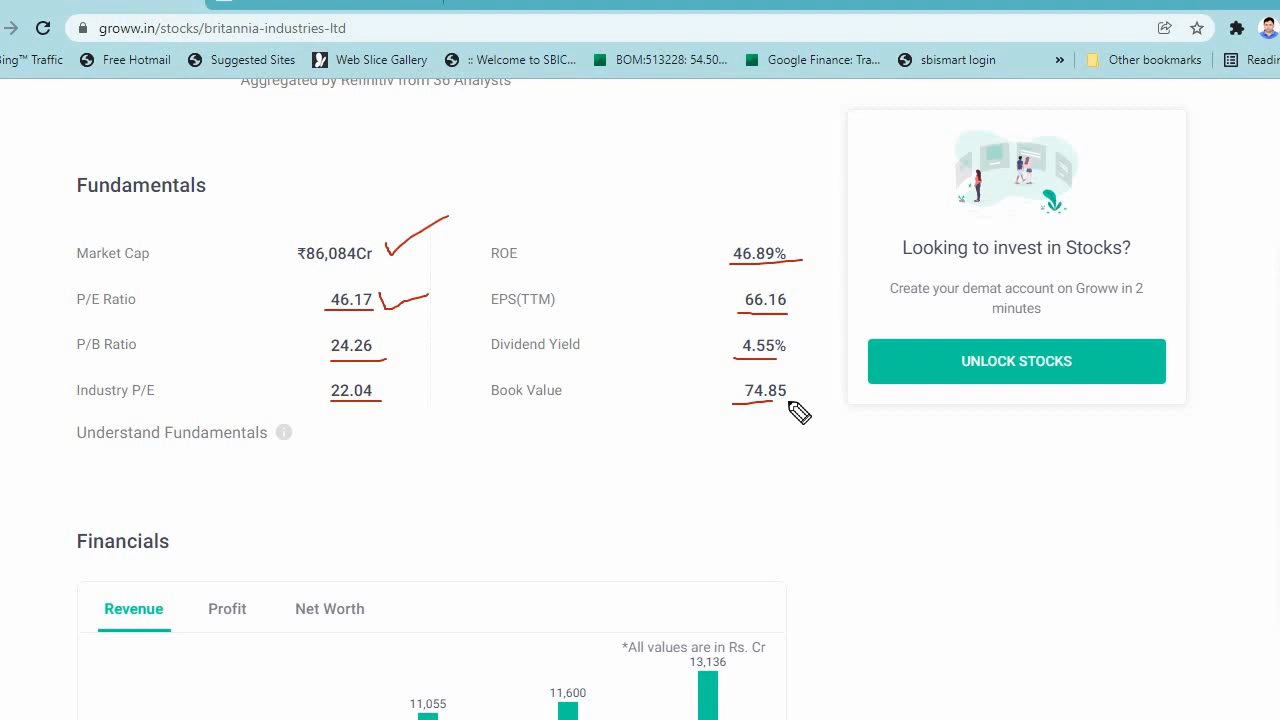 groww.in/stocks/britannia-industries-ltd
Bing™ Traffic Free Hotmail Suggested Sites Web Slice Gallery :: Welcome to SBIC... BOM:513228: 54.50... Google Finance: Tra... sbismart login » Other bookmarks Readin
Aggregated by Refinitiv from 36 Analysts
Fundamentals
Market Cap ₹86,084Cr ROE 46.89%
P/E Ratio 46.17 EPS(TTM) 66.16
P/B Ratio 24.26 Dividend Yield 4.55%
Industry P/E 22.04 Book Value 74.85
Understand Fundamentals
Looking to invest in Stocks?
Create your demat account on Groww in 2
minutes
UNLOCK STOCKS
Financials
Revenue Profit Net Worth
*All values are in Rs. Cr
13,136
11,600
11,055